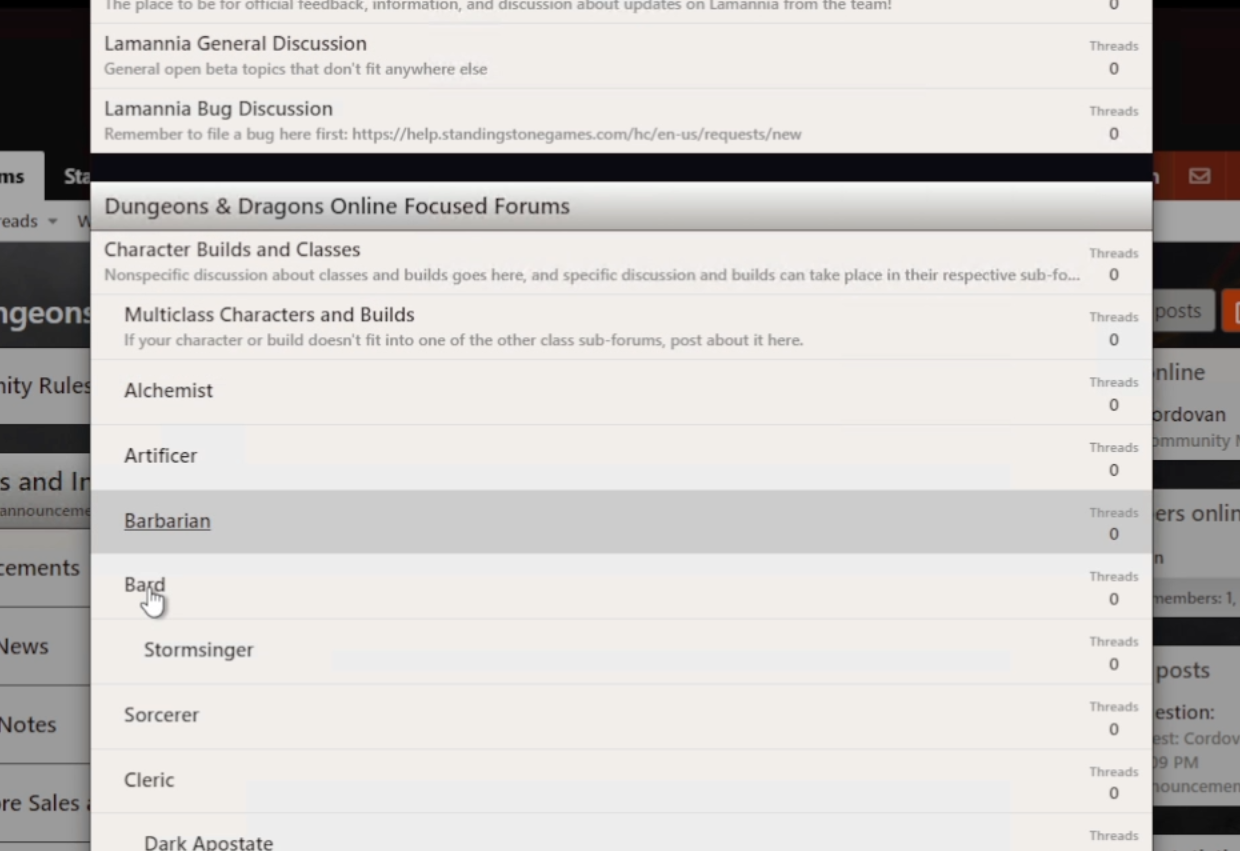 The place to be for official feedback, information, and discussion about updates on Lamannia from the team!
0
Lamannia General Discussion
General open beta topics that don't fit anywhere else
Threads
0
Lamannia Bug Discussion
Remember to file a bug here first: https://help.standingstonegames.com/hc/en-us/requests/new
Threads
0
Dungeons & Dragons Online Focused Forums
Character Builds and Classes
Nonspecific discussion about classes and builds goes here, and specific discussion and builds can take place in their respective sub-fo...
Threads
0
Multiclass Characters and Builds
If your character or build doesn't fit into one of the other class sub-forums, post about it here.
Threads
0
Alchemist
Threads
0
Artificer
Threads
0
Barbarian
Threads
0
Bard
Threads
0
Stormsinger
Threads
0
Sorcerer
Threads
0
Cleric
Threads
0
Dark Apostate
Threads
ms
Sta
reads
W
ngeons
nity Rules
s and In
announceme
cements
News
Notes
re Sales a
n
posts
nline
ordovan
ommunity M
ers onlin
n
members: 1,
posts
estion:
est: Cordov
09 PM
nouncemen